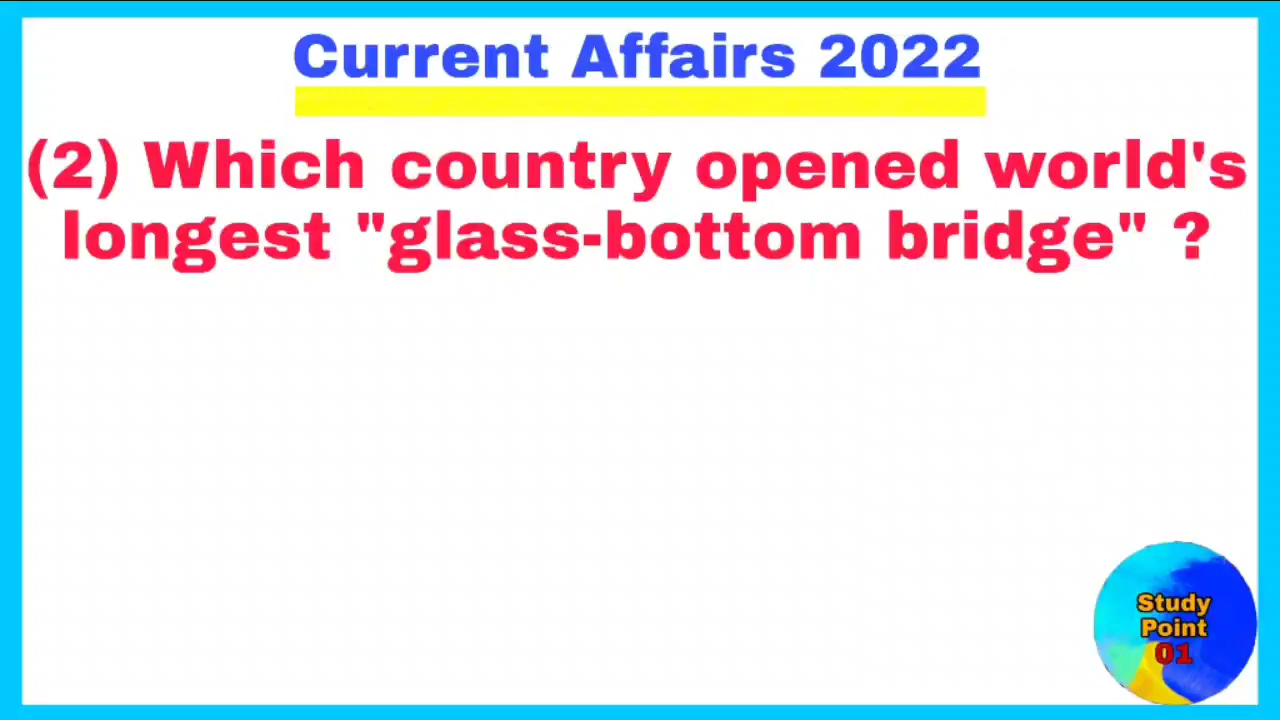 Current Affairs 2022
(2) Which country opened world's
longest "glass-bottom bridge" ?
Study
Point
01